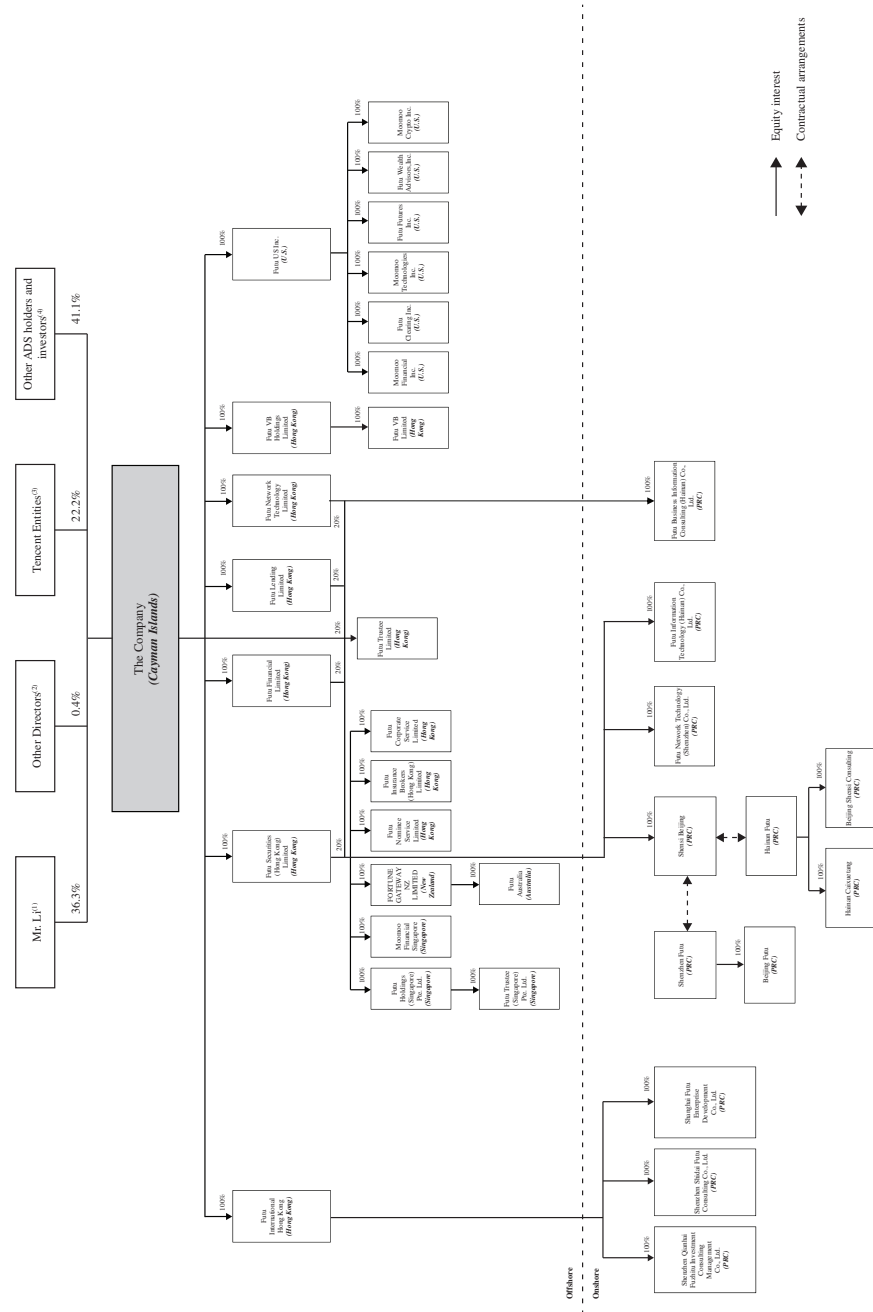 Mr. Li(1)
Other Directors(2)
Tencent Entities(3)
Other ADS holders and
investors(4)
36.3%
0.4%
22.2%
41.1%
The Company
(Cayman Islands)
100%
Futu
International
Hong Kong
(Hong Kong)
100%
Futu Securities
(Hong Kong)
Limited
(Hong Kong)
100%
Futu Financial
Limited
(Hong Kong)
100%
Futu Lending
Limited
(Hong Kong)
100%
Futu Network
Technology
Limited
(Hong Kong)
100%
Futu VB
Holdings
Limited
(Hong Kong)
100%
Futu US Inc.
(U.S.)
20%
20%
20%
20%
20%
Futu Trustee
Limited
(Hong
Kong)
100%
Futu
Holdings
(Singapore)
Pte. Ltd.
(Singapore)
100%
Moomoo
Financial
Singapore
(Singapore)
100%
FORTUNE
GATEWAY
NZ
LIMITED
(New
Zealand)
100%
Futu
Nominee
Service
Limited
(Hong
Kong)
100%
Futu
Insurance
Brokers
(Hong Kong)
Limited
(Hong
Kong)
100%
Futu
Corporate
Service
Limited
(Hong
Kong)
100%
Futu VB
Limited
(Hong
Kong)
100%
Moomoo
Financial
Inc.
(U.S.)
100%
Futu
Clearing Inc.
(U.S.)
100%
Moomoo
Technologies
Inc.
(U.S.)
100%
Futu Futures
Inc.
(U.S.)
100%
Futu Wealth
Advisors,Inc.
(U.S.)
100%
Moomoo
Crypto Inc.
(U.S.)
100%
Futu Trustee
(Singapore)
Pte. Ltd.
(Singapore)
100%
Futu
Australia
(Australia)
Offshore
Onshore
100%
Shenzhen Qianhai
Fuzhitu Investment
Consulting
Management
Co., Ltd.
(PRC)
100%
Shenzhen Shidai Futu
Consulting Co., Ltd.
(PRC)
100%
Shanghai Futu
Enterprise
Development
Co., Ltd.
(PRC)
Shenzhen Futu
(PRC)
100%
Shensi Beijing
(PRC)
100%
Futu Network Technology
(Shenzhen) Co., Ltd.
(PRC)
100%
Futu Information
Technology (Hainan) Co.,
Ltd.
(PRC)
100%
Futu Business Information
Consulting (Hainan) Co.,
Ltd.
(PRC)
100%
Beijing Futu
(PRC)
Hainan Futu
(PRC)
100%
Hainan Caixuetang
(PRC)
100%
Beijing Shensi Consulting
(PRC)
Equity interest
Contractual arrangements